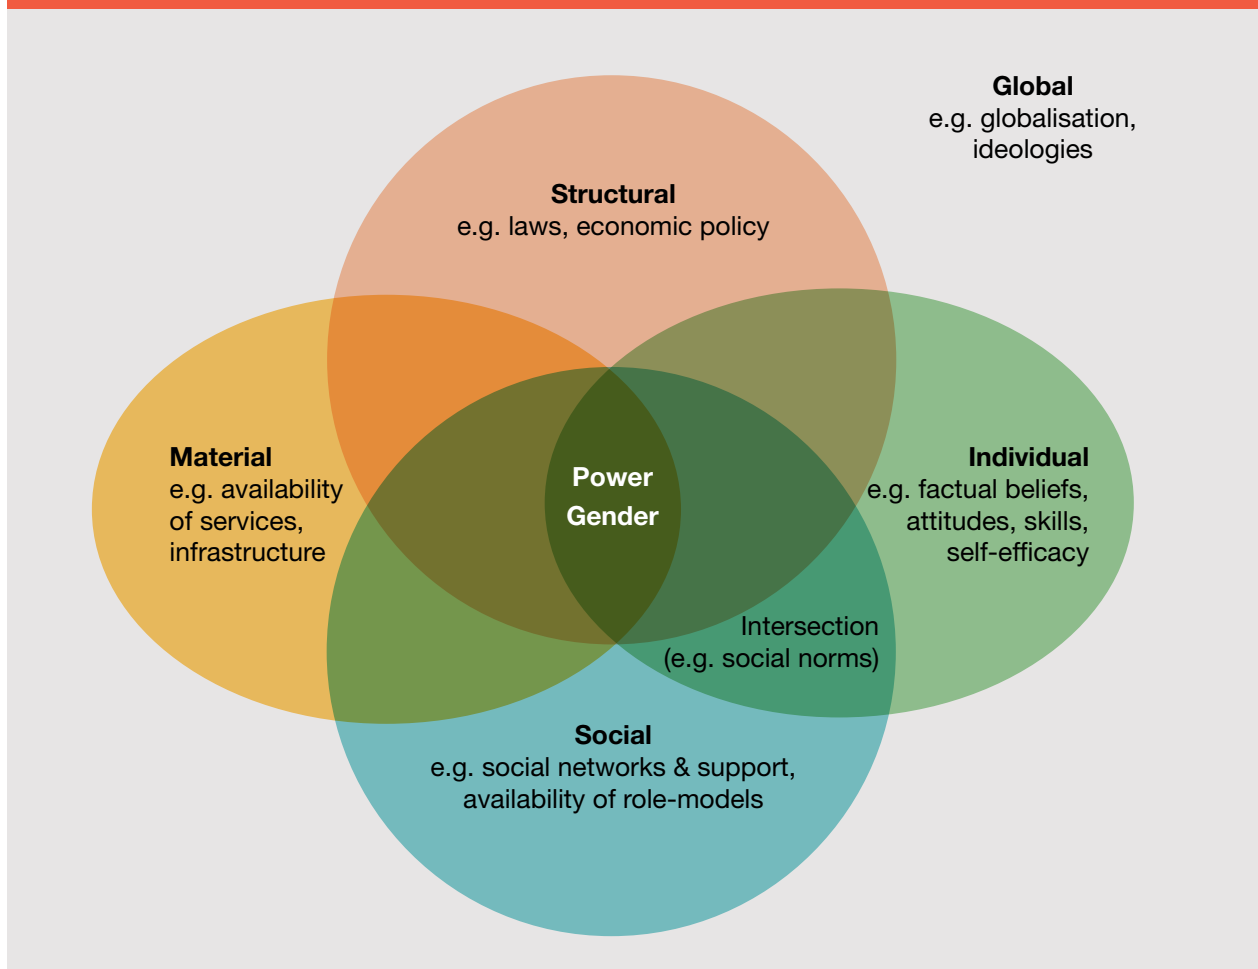 Global
e.g. globalisation,
ideologies
Structural
e.g. laws, economic policy
Material
e.g. availability
of services,
infrastructure
Power
Gender
Individual
e.g. factual beliefs,
attitudes, skills,
self-efficacy
Intersection
(e.g. social norms)
Social
e.g. social networks & support,
availability of role-models